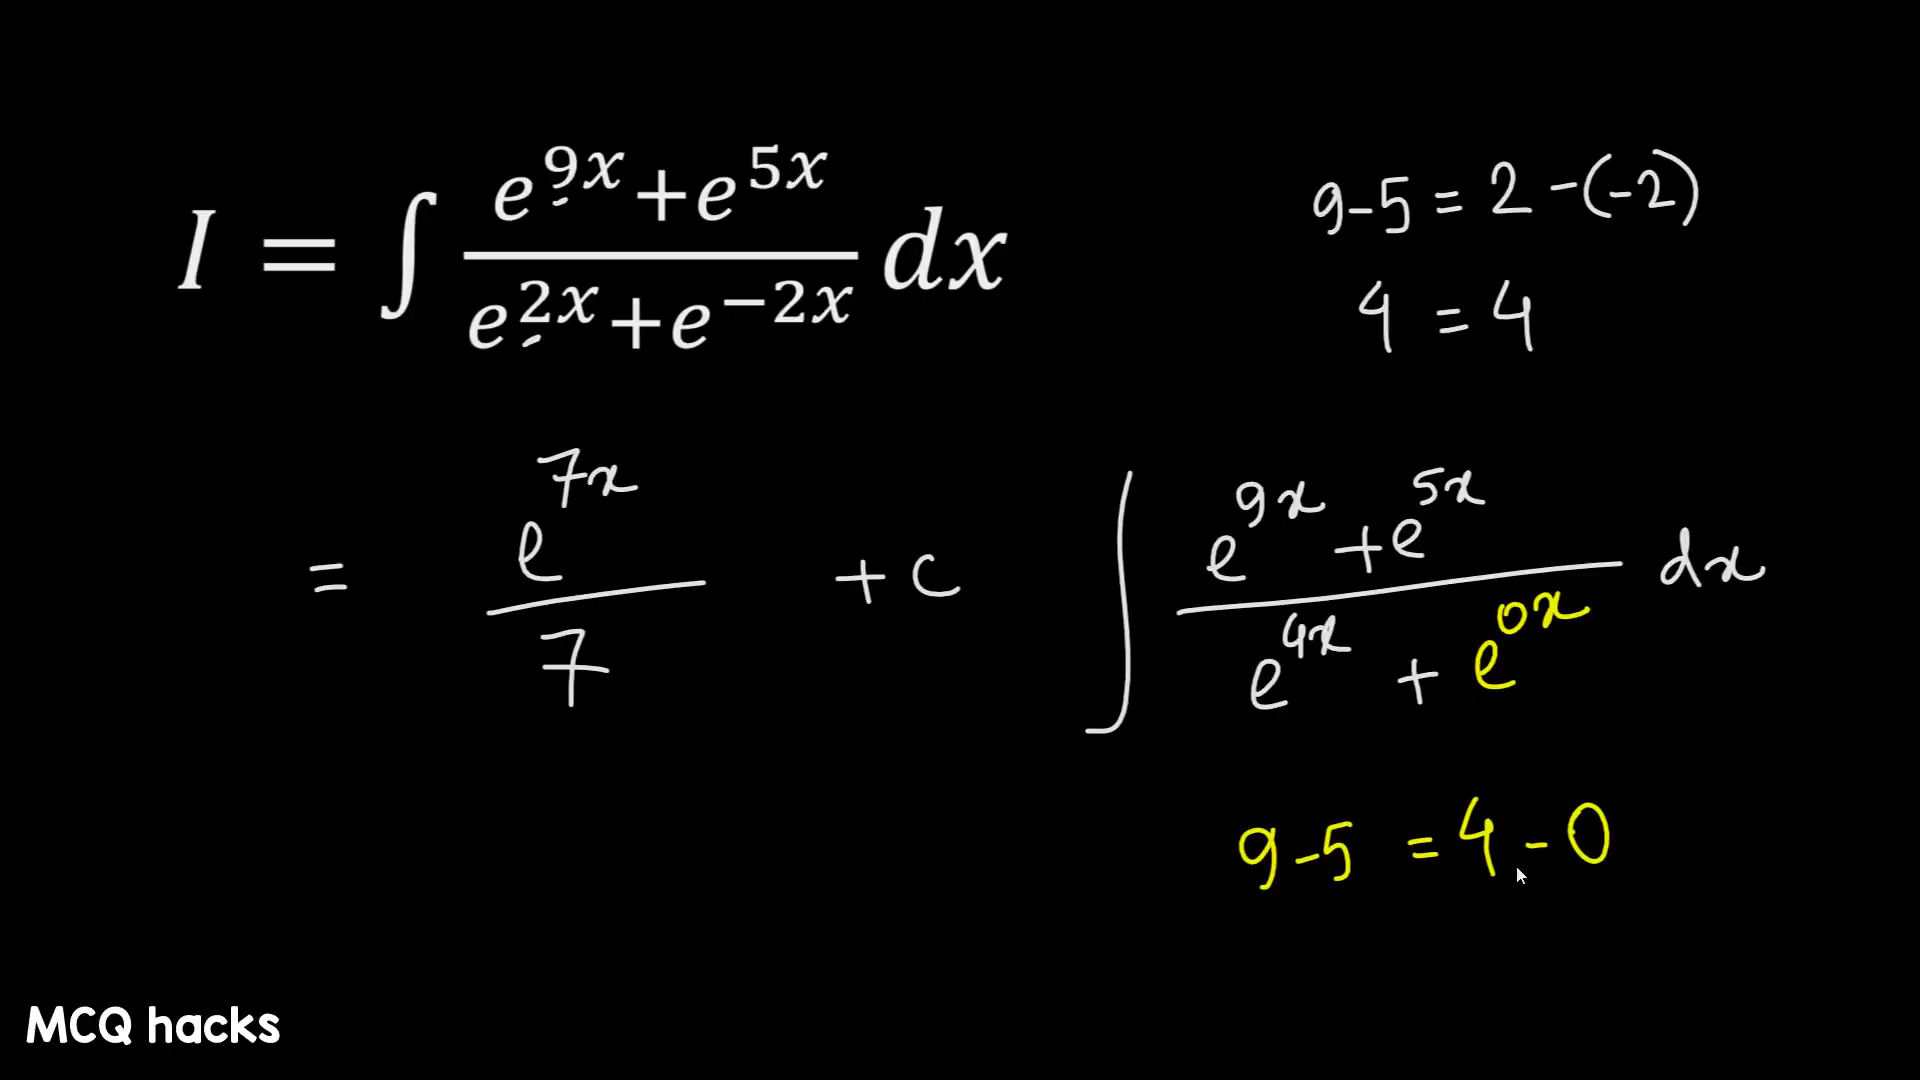 I = ∫ (e^{9x}+e^{5x})/(e^{2x}+e^{-2x}) dx
9-5 = 2-(-2)
4 = 4
= e^{7x}/7 + c
∫ (e^{9x}+e^{5x})/(e^{4x}+e^{0x}) dx
9-5 = 4-0
MCQ hacks